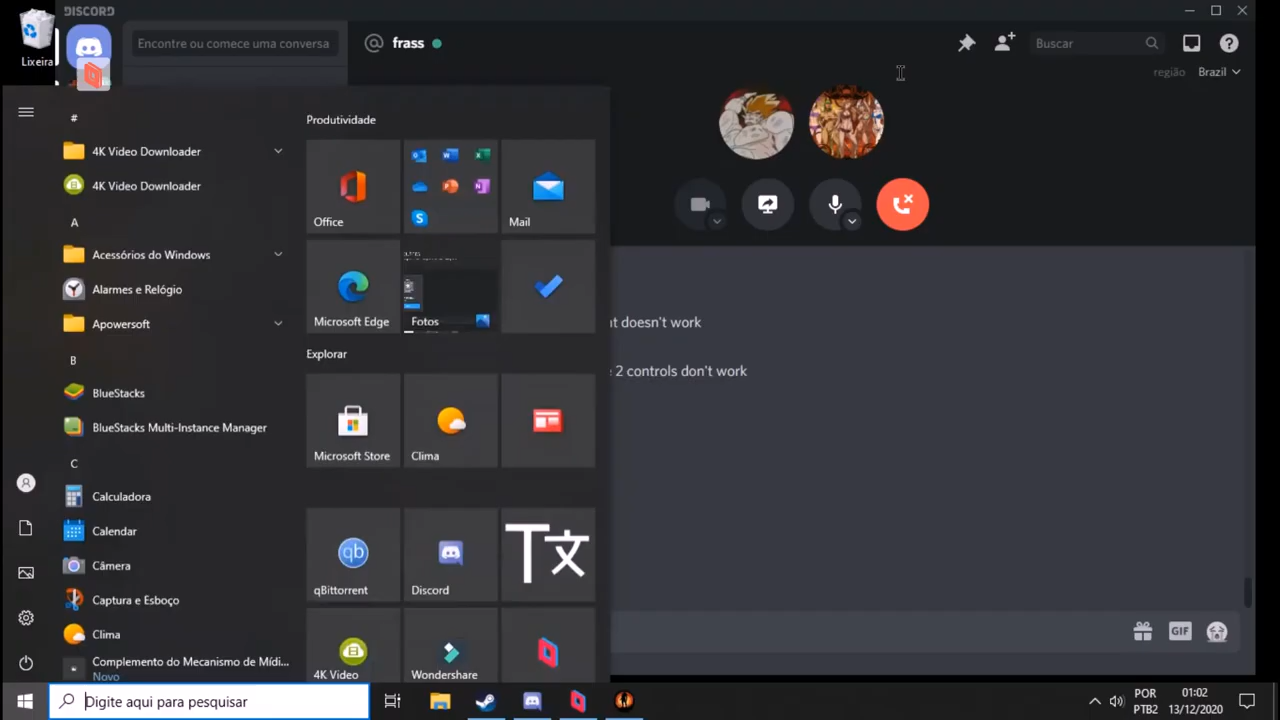 DISCORD
Lixeira
Encontre ou comece uma conversa
frass
Buscar
região
Brazil
#
Produtividade
4K Video Downloader
4K Video Downloader
Office
Mail
A
Acessórios do Windows
Alarmes e Relógio
Apowersoft
Microsoft Edge
Fotos
t doesn't work
Explorar
B
2 controls don't work
BlueStacks
BlueStacks Multi-Instance Manager
Microsoft Store
Clima
C
Calculadora
Calendar
Câmera
qBittorrent
Discord
T文
Captura e Esboço
Clima
GIF
Complemento do Mecanismo de Mídi...
Novo
4K Video
Wondershare
Digite aqui para pesquisar
POR
PTB2
01:02
13/12/2020